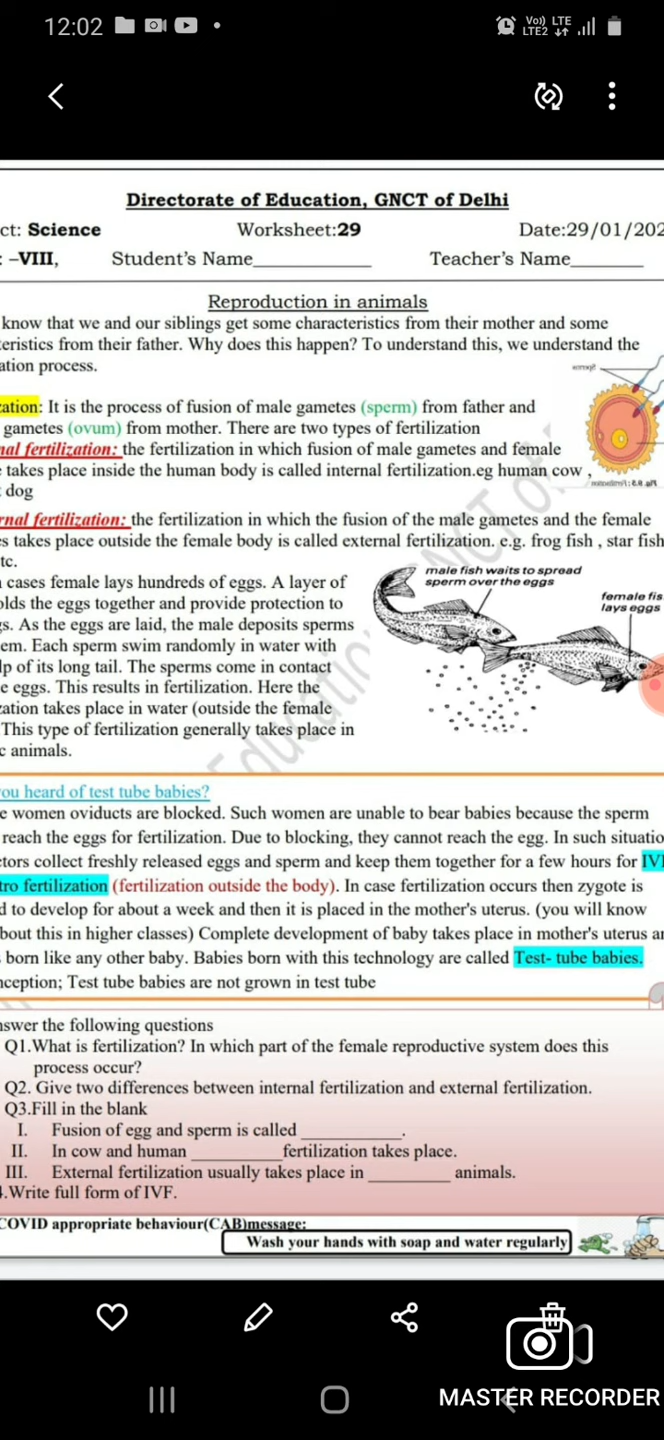 12:02
Vo)) LTE
LTE2
Directorate of Education, GNCT of Delhi
ct: Science Worksheet:29 Date:29/01/202
: –VIII, Student's Name____________ Teacher's Name________
Reproduction in animals
know that we and our siblings get some characteristics from their mother and some
eristics from their father. Why does this happen? To understand this, we understand the
ation process.
zation: It is the process of fusion of male gametes (sperm) from father and
gametes (ovum) from mother. There are two types of fertilization
nal fertilization: the fertilization in which fusion of male gametes and female
takes place inside the human body is called internal fertilization.eg human cow ,
dog
rnal fertilization: the fertilization in which the fusion of the male gametes and the female
s takes place outside the female body is called external fertilization. e.g. frog fish , star fish
tc.
cases female lays hundreds of eggs. A layer of
olds the eggs together and provide protection to
gs. As the eggs are laid, the male deposits sperms
em. Each sperm swim randomly in water with
lp of its long tail. The sperms come in contact
e eggs. This results in fertilization. Here the
zation takes place in water (outside the female
This type of fertilization generally takes place in
c animals.
male fish waits to spread
sperm over the eggs
female fis
lays eggs
ou heard of test tube babies?
e women oviducts are blocked. Such women are unable to bear babies because the sperm
reach the eggs for fertilization. Due to blocking, they cannot reach the egg. In such situatio
ctors collect freshly released eggs and sperm and keep them together for a few hours for IVF
tro fertilization (fertilization outside the body). In case fertilization occurs then zygote is
d to develop for about a week and then it is placed in the mother's uterus. (you will know
bout this in higher classes) Complete development of baby takes place in mother's uterus an
born like any other baby. Babies born with this technology are called Test- tube babies.
nception; Test tube babies are not grown in test tube
nswer the following questions
Q1.What is fertilization? In which part of the female reproductive system does this
process occur?
Q2. Give two differences between internal fertilization and external fertilization.
Q3.Fill in the blank
I. Fusion of egg and sperm is called __________.
II. In cow and human _________fertilization takes place.
III. External fertilization usually takes place in ________ animals.
.Write full form of IVF.
COVID appropriate behaviour(CAB)message:
Wash your hands with soap and water regularly
MASTER RECORDER